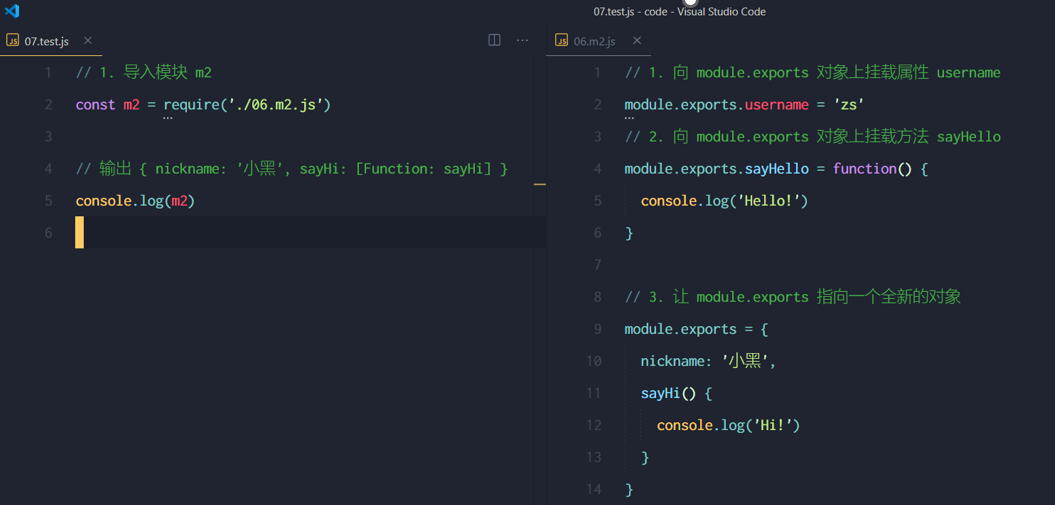 07.test.js - code - Visual Studio Code
JS 07.test.js ×
1 // 1. 导入模块 m2
2 const m2 = require('./06.m2.js')
3
4 // 输出 { nickname: '小黑', sayHi: [Function: sayHi] }
5 console.log(m2)
6
JS 06.m2.js ×
1 // 1. 向 module.exports 对象上挂载属性 username
2 module.exports.username = 'zs'
3 // 2. 向 module.exports 对象上挂载方法 sayHello
4 module.exports.sayHello = function() {
5 console.log('Hello!')
6 }
7
8 // 3. 让 module.exports 指向一个全新的对象
9 module.exports = {
10 nickname: '小黑',
11 sayHi() {
12 console.log('Hi!')
13 }
14 }